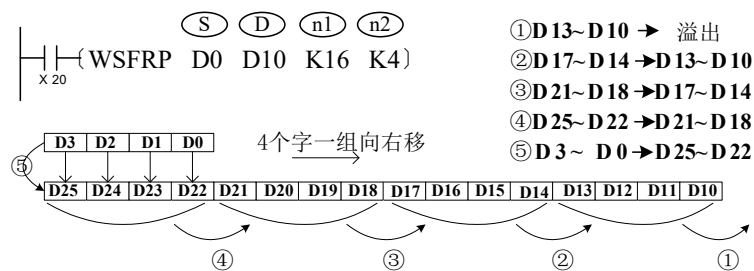 S D n1 n2
WSFRP D0 D10 K16 K4
X 20
①D13~D10→ 溢出
②D17~D14→D13~D10
③D21~D18→D17~D14
④D25~D22→D21~D18
⑤D3~ D0→D25~D22
D3 D2 D1 D0
4个字一组向右移
⑤
D25 D24 D23 D22 D21 D20 D19 D18 D17 D16 D15 D14 D13 D12 D11 D10
④ ③ ② ①